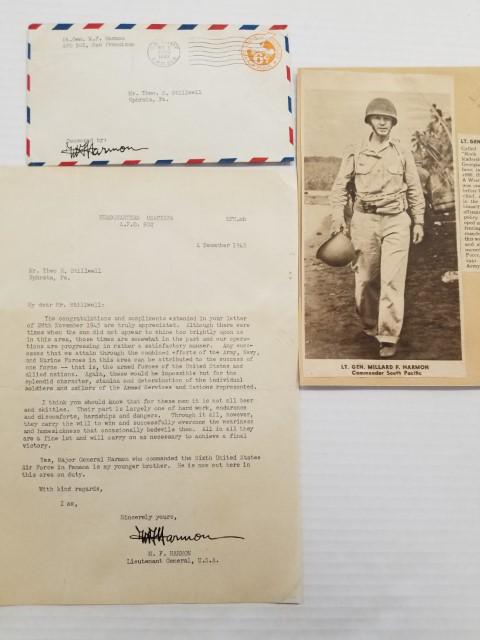 Lt.Gen. M.F. Harmon
APO 502, San Francisco
6¢
Mr. Theo R. Stillwell
Ephrata, Pa.
Censored by:
MFHarmon
HEADQUARTERS USAFISPA
A.P.O. 502
4 December 1943
Mr. Theo R. Stillwell
Ephrata, Pa.
My dear Mr. Stillwell:
The congratulations and compliments extended in your letter
of 28th November 1943 are truly appreciated. Although there were
times when the sun did not appear to shine too brightly upon us
in this area, those times are somewhat in the past and our opera-
tions are progressing in rather a satisfactory manner. Any suc-
cesses that we attain through the combined efforts of the Army, Navy,
and Marine Forces in this area can be attributed to the success of
one force -- that is, the armed forces of the United States and
allied nations. Again, these would be impossible but for the
splendid character, stamina and determination of the individual
soldiers and sailors of the Armed Services and Nations represented.
I think you should know that for these men it is not all beer
and skittles. Their part is largely one of hard work, endurance
and discomforts, hardships and dangers. Through it all, however,
they carry the will to win and successfully overcome the weariness
and homesickness that occasionally bedevils them. All in all they
are a fine lot and will carry on as necessary to achieve a final
victory.
Yes, Major General Harmon who commanded the Sixth United States
Air Force in Panama is my younger brother. He is now out here in
this area on duty.
With kind regards,
I am,
Sincerely yours,
MFHarmon
M. F. HARMON
Lieutenant General, U.S.A.
LT. GEN. MILLARD F. HARMON
Commander South Pacific
LT. GEN